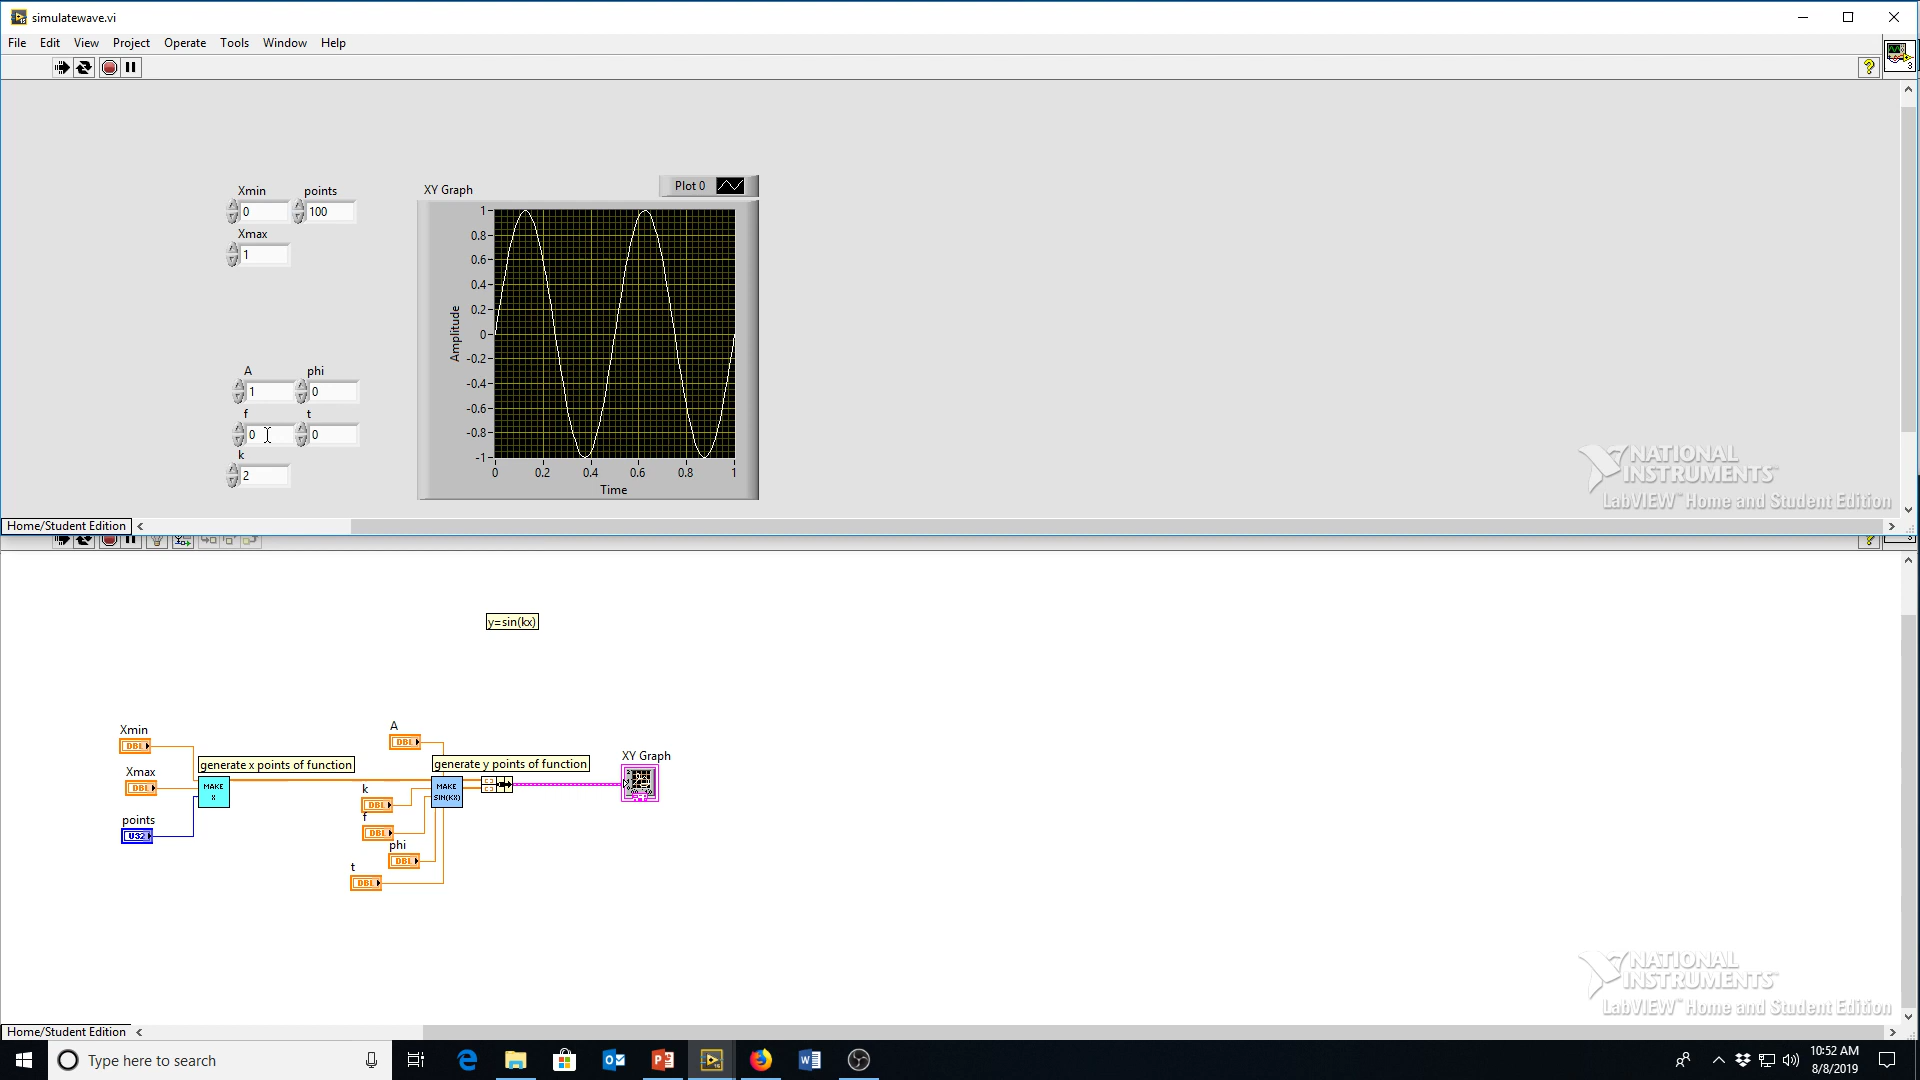 simulatewave.vi
File Edit View Project Operate Tools Window Help
3
Xmin points
0 100
Xmax
1
XY Graph
Plot 0
1
0.8
0.6
0.4
0.2
0
-0.2
-0.4
-0.6
-0.8
-1
Amplitude
0 0.2 0.4 0.6 0.8 1
Time
A phi
1 0
f t
0 0
k
2
NATIONAL
INSTRUMENTS
LabVIEW™ Home and Student Edition
Home/Student Edition
y=sin(kx)
Xmin
DBL
Xmax
DBL
points
U32
generate x points of function
MAKE
X
A
DBL
generate y points of function
MAKE
SIN(KX)
k
DBL
f
DBL
phi
DBL
t
DBL
XY Graph
NATIONAL
INSTRUMENTS
LabVIEW™ Home and Student Edition
Home/Student Edition
Type here to search
10:52 AM
8/8/2019